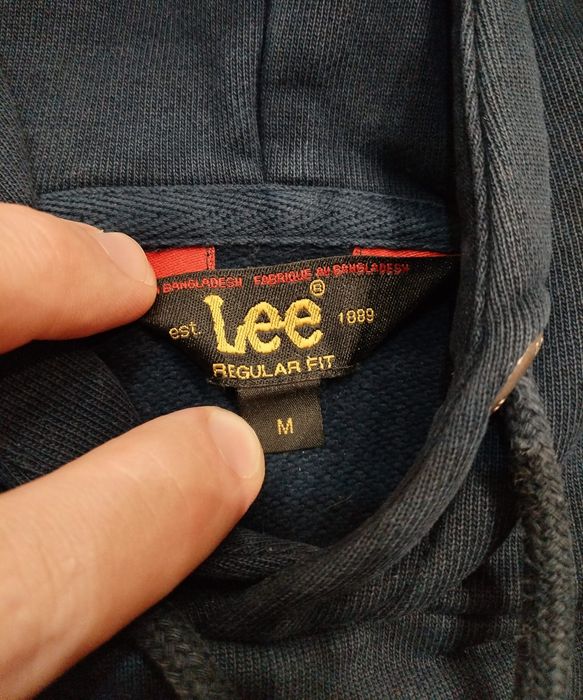 BANGLADESH FABRIQUE AU BANGLADESH
est. Lee® 1889
REGULAR FIT
M